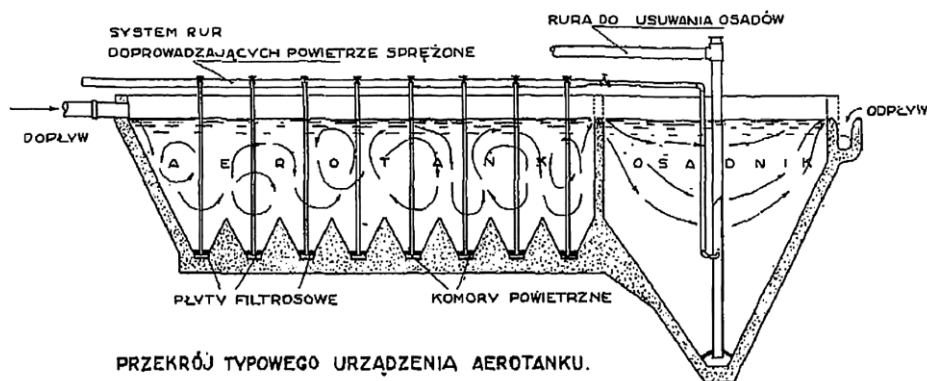 RURA DO USUWANIA OSADÓW
SYSTEM RUR
DOPROWADZAJĄCYCH POWIETRZE SPRĘŻONE
DOPŁYW
ODPŁYW
AEROTANK
OSADNIK
PŁYTY FILTROSOWE
KOMORY POWIETRZNE
PRZEKRÓJ TYPOWEGO URZĄDZENIA AEROTANKU.